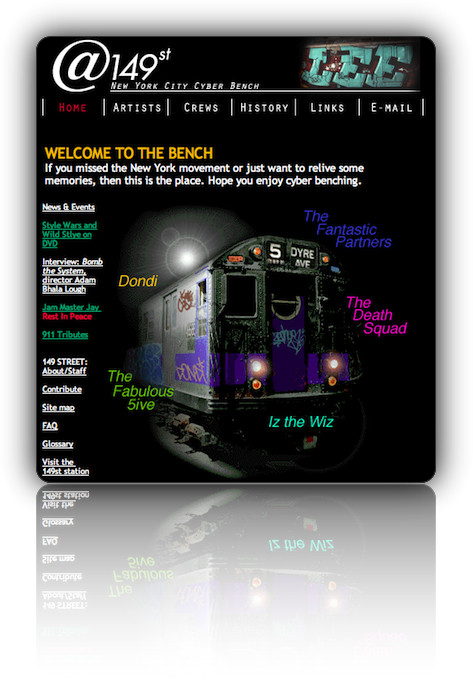 @149st
New York City Cyber Bench
LEE
Home Artists Crews History Links E-mail
WELCOME TO THE BENCH
If you missed the New York movement or just want to relive some
memories, then this is the place. Hope you enjoy cyber benching.
News & Events
Style Wars and
Wild Stlye on
DVD
Interview: Bomb
the System,
director Adam
Bhala Lough
Jam Master Jay
Rest In Peace
911 Tributes
149 STREET:
About/Staff
Contribute
Site map
FAQ
Glossary
Visit the
149st station
The
Fantastic
Partners
5 DYRE
AVE
Dondi
The
Death
Squad
The
Fabulous
5ive
Iz the Wiz